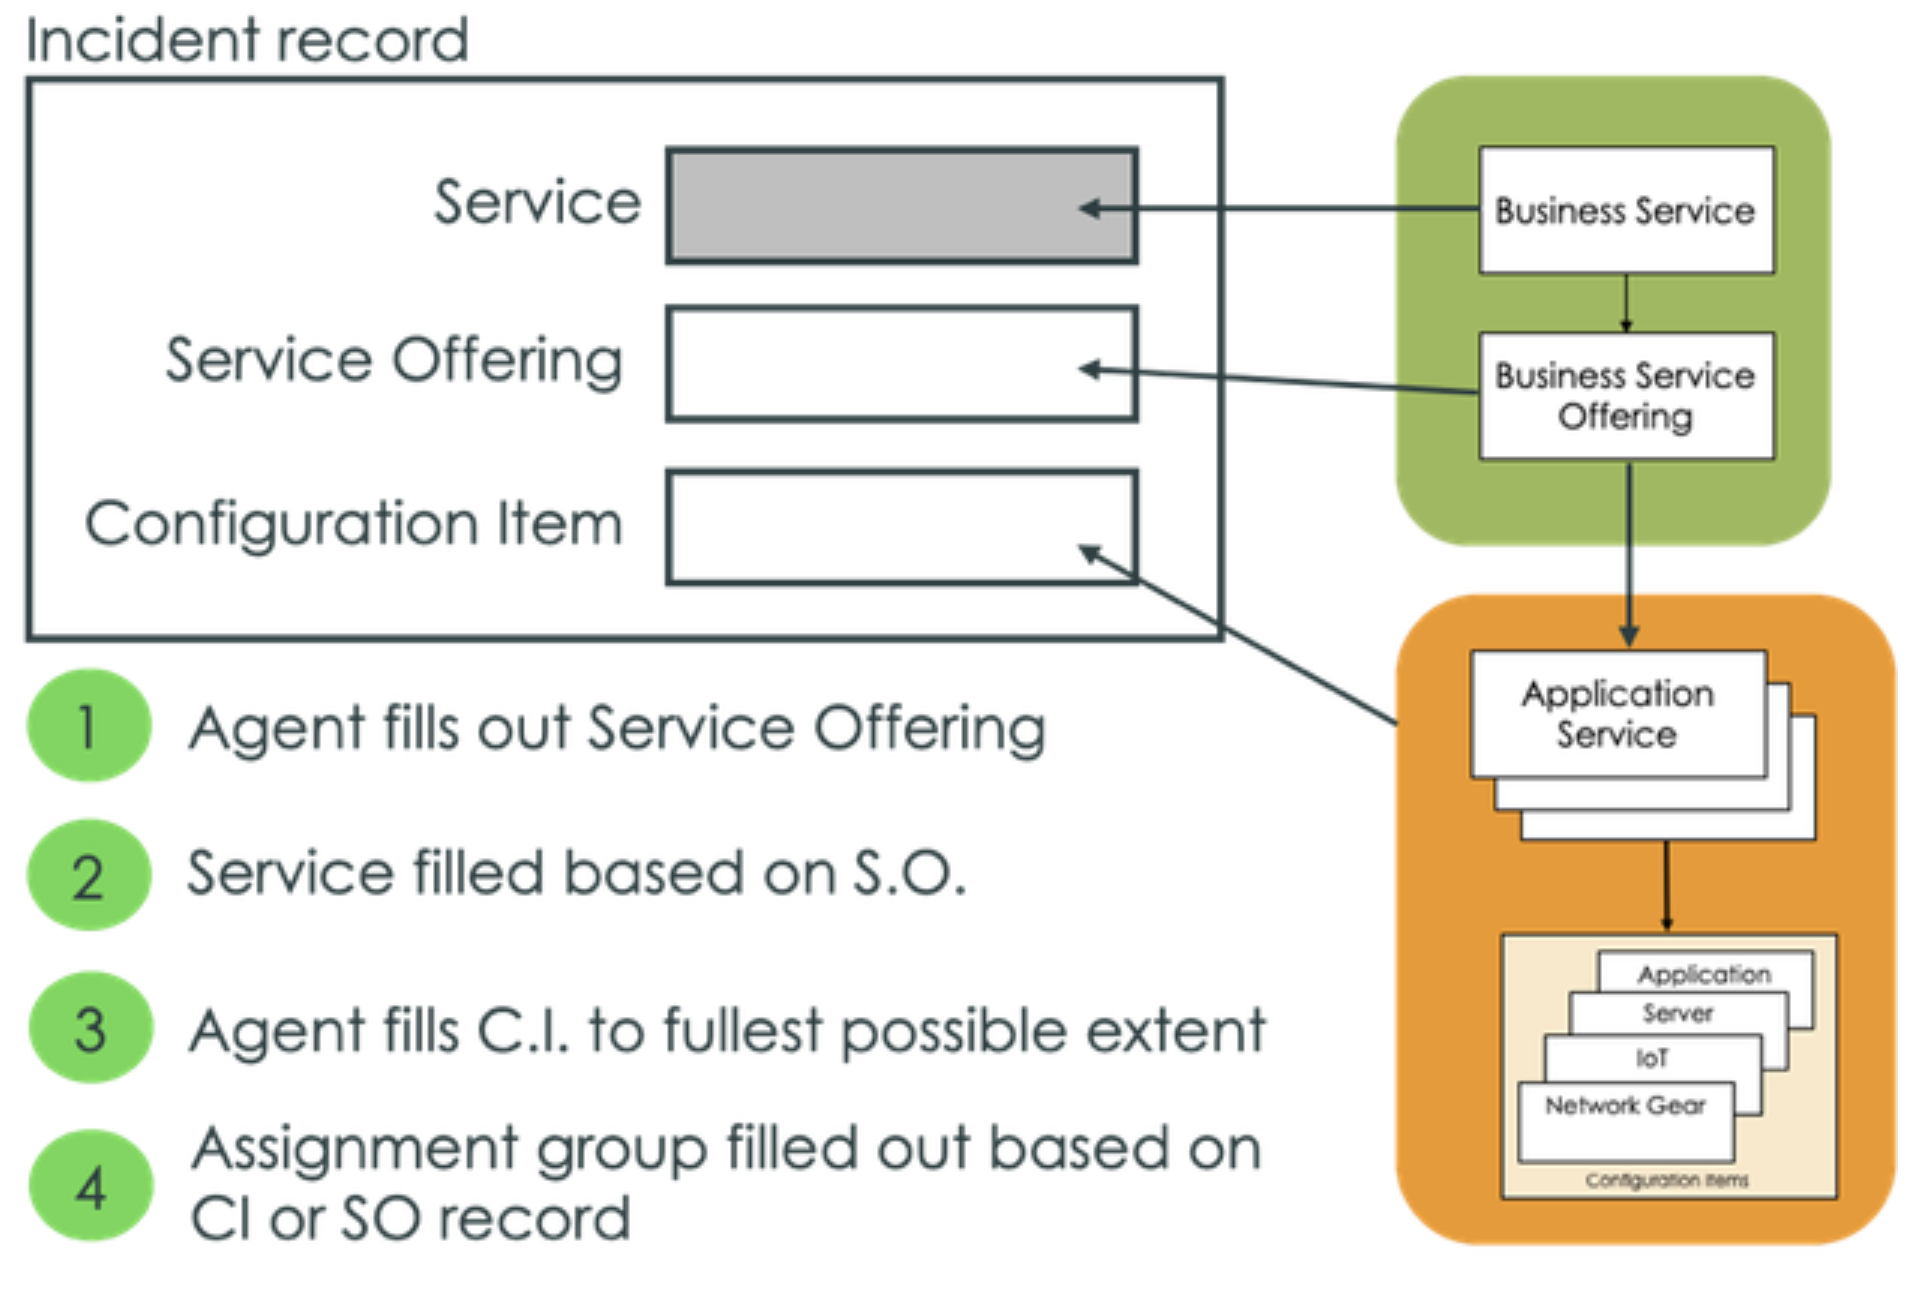 Incident record
Service
Service Offering
Configuration Item
1 Agent fills out Service Offering
2 Service filled based on S.O.
3 Agent fills C.I. to fullest possible extent
4 Assignment group filled out based on
CI or SO record
Business Service
Business Service
Offering
Application
Service
Application
Server
IoT
Network Gear
Configuration Items